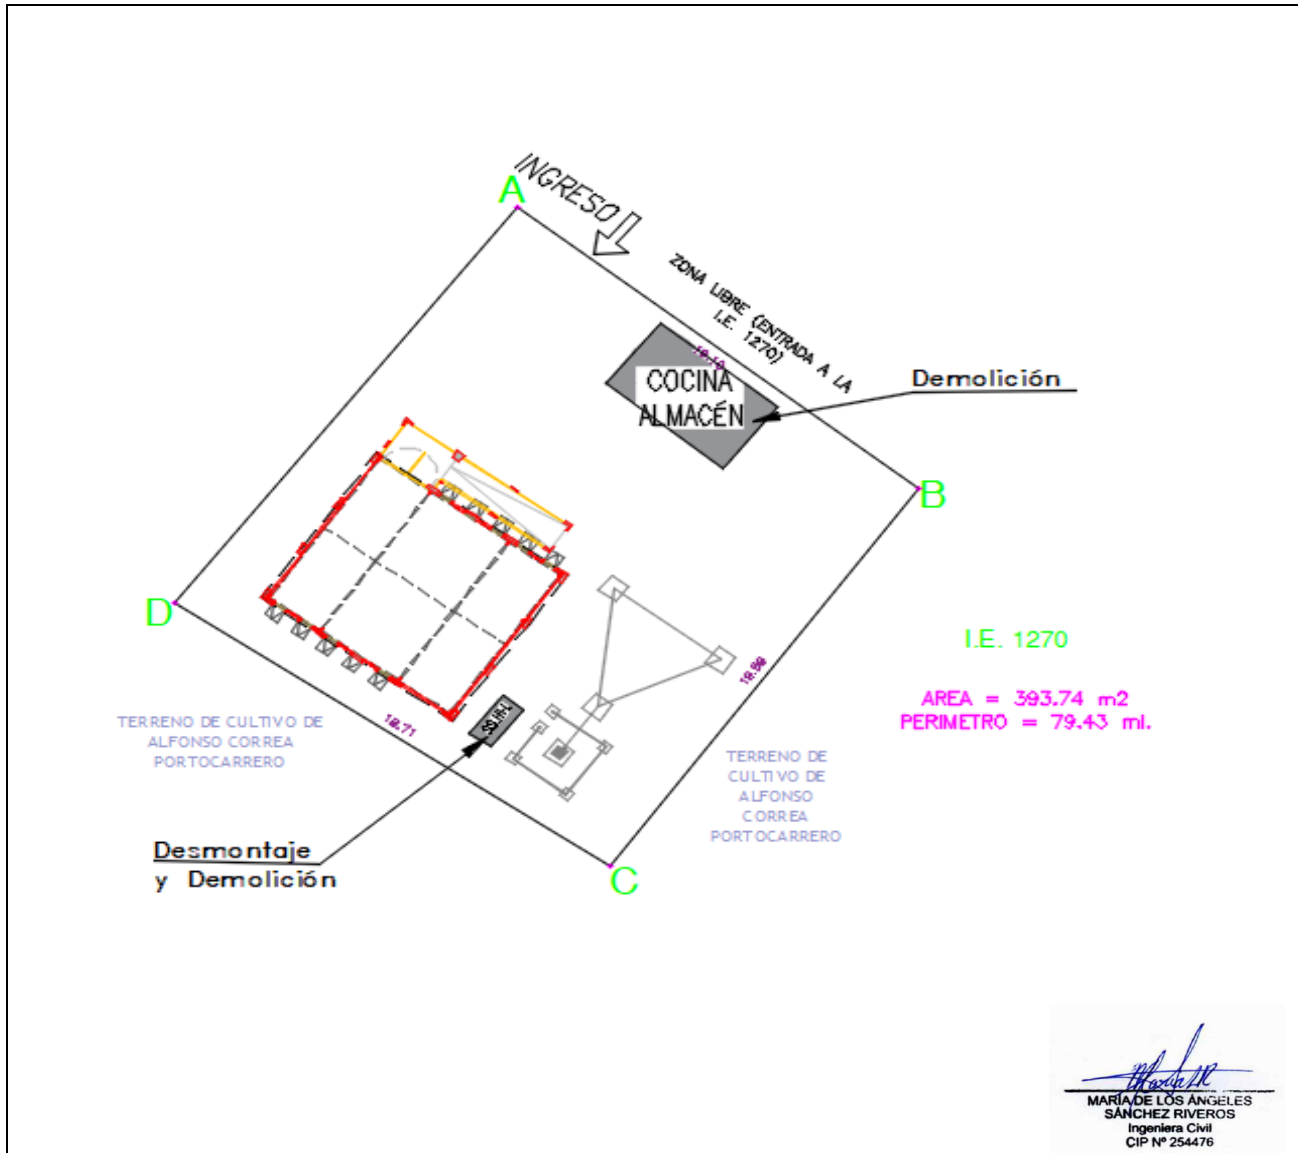 INGRESO
A
ZONA LIBRE (ENTRADA A LA
I.E. 1270)
COCINA
ALMACÉN
Demolición
B
D
I.E. 1270
AREA = 393.74 m2
PERIMETRO = 79.43 ml.
TERRENO DE CULTIVO DE
ALFONSO CORREA
PORTOCARRERO
SS.HH.
TERRENO DE
CULTIVO DE
ALFONSO
CORREA
PORTOCARRERO
Desmontaje
y Demolición
C
MARÍA DE LOS ÁNGELES
SÁNCHEZ RIVEROS
Ingeniera Civil
CIP Nº 254476